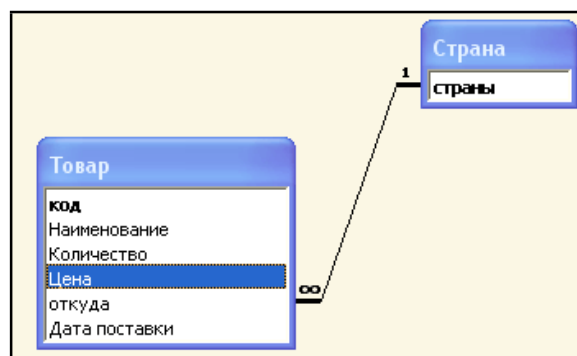 Страна
1
страны
Товар
код
Наименование
Количество
Цена
∞
откуда
Дата поставки